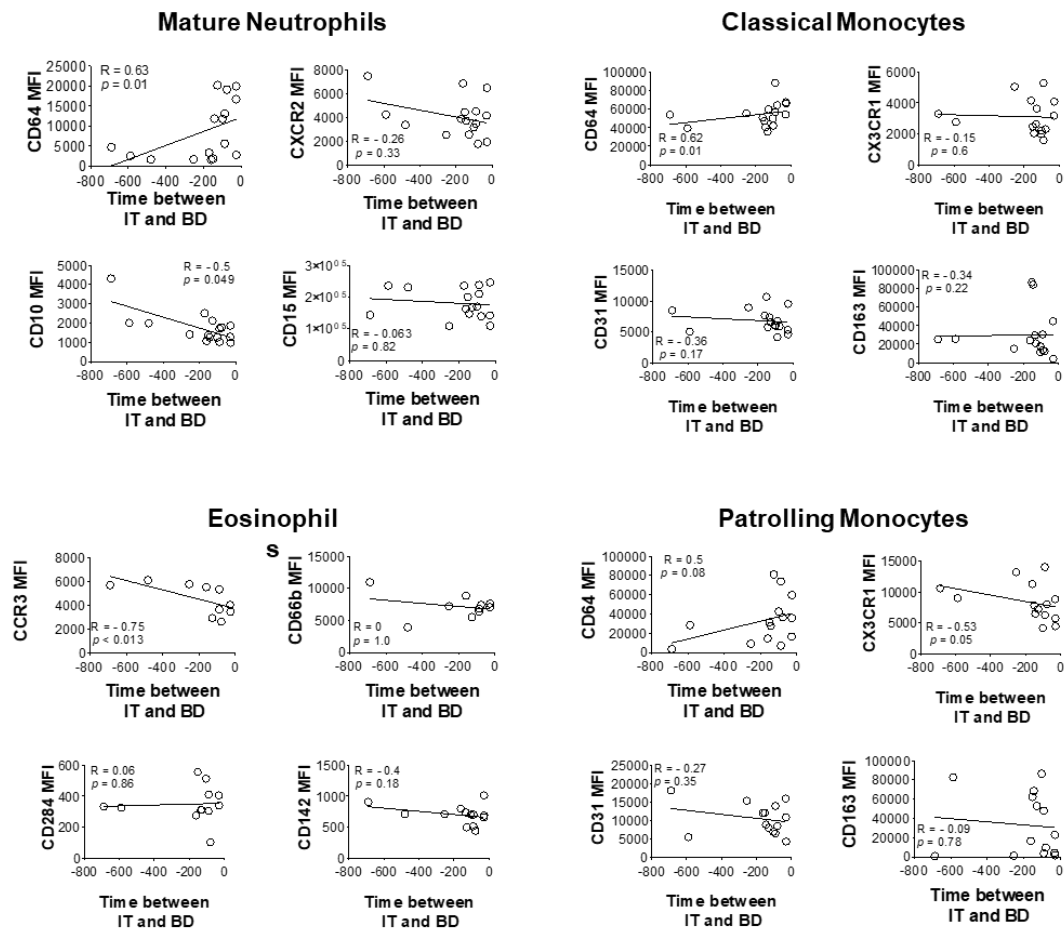 Mature Neutrophils
CD64 MFI
25000
20000
15000
10000
5000
0
R = 0.63
p = 0.01
-800 -600 -400 -200 0
Time between
IT and BD
CXCR2 MFI
8000
6000
4000
2000
0
R = - 0.26
p = 0.33
-800 -600 -400 -200 0
Time between
IT and BD
CD10 MFI
5000
4000
3000
2000
1000
0
R = - 0.5
p = 0.049
-800 -600 -400 -200 0
Time between
IT and BD
CD15 MFI
3×10⁰⁵
2×10⁰⁵
1×10⁰⁵
0
R = - 0.063
p = 0.82
-800 -600 -400 -200 0
Time between
IT and BD
Classical Monocytes
CD64 MFI
100000
80000
60000
40000
20000
0
R = 0.62
p = 0.01
-800 -600 -400 -200 0
Time between
IT and BD
CX3CR1 MFI
6000
4000
2000
0
R = - 0.15
p = 0.6
-800 -600 -400 -200 0
Time between
IT and BD
CD31 MFI
15000
10000
5000
0
R = - 0.36
p = 0.17
-800 -600 -400 -200 0
Time between
IT and BD
CD163 MFI
100000
80000
60000
40000
20000
0
R = - 0.34
p = 0.22
-800 -600 -400 -200 0
Time between
IT and BD
Eosinophil
s
CCR3 MFI
8000
6000
4000
2000
0
R = - 0.75
p < 0.013
-800 -600 -400 -200 0
Time between
IT and BD
CD66b MFI
15000
10000
5000
0
R = 0
p = 1.0
-800 -600 -400 -200 0
Time between
IT and BD
CD284 MFI
600
400
200
0
R = 0.06
p = 0.86
-800 -600 -400 -200 0
Time between
IT and BD
CD142 MFI
1500
1000
500
0
R = - 0.4
p = 0.18
-800 -600 -400 -200 0
Time between
IT and BD
Patrolling Monocytes
CD64 MFI
100000
80000
60000
40000
20000
0
R = 0.5
p = 0.08
-800 -600 -400 -200 0
Time between
IT and BD
CX3CR1 MFI
15000
10000
5000
0
R = - 0.53
p = 0.05
-800 -600 -400 -200 0
Time between
IT and BD
CD31 MFI
25000
20000
15000
10000
5000
0
R = - 0.27
p = 0.35
-800 -600 -400 -200 0
Time between
IT and BD
CD163 MFI
100000
80000
60000
40000
20000
0
R = - 0.09
p = 0.78
-800 -600 -400 -200 0
Time between
IT and BD